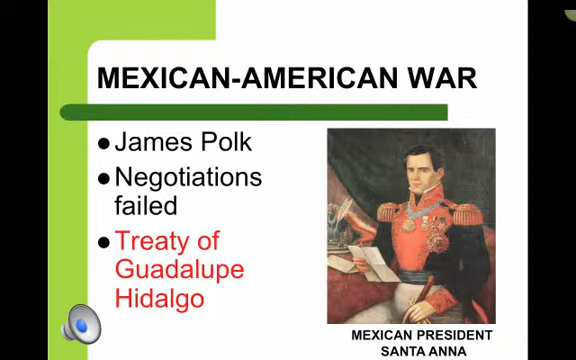 MEXICAN-AMERICAN WAR
James Polk
Negotiations
failed
Treaty of
Guadalupe
Hidalgo
MEXICAN PRESIDENT
SANTA ANNA